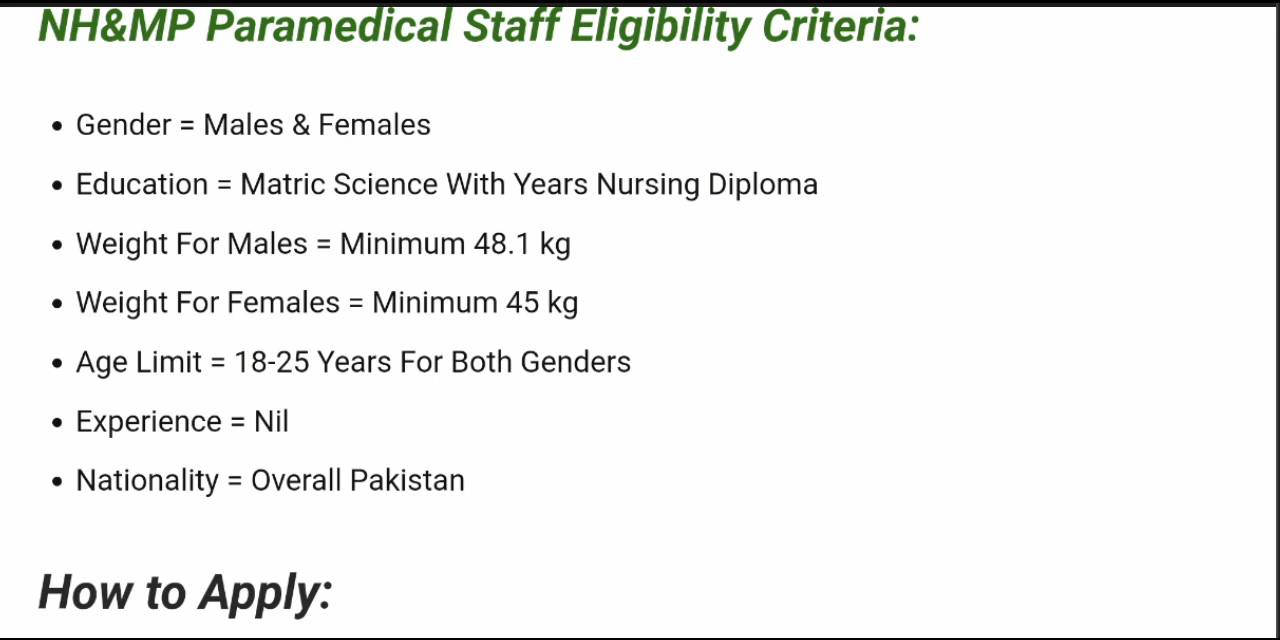 NH&MP Paramedical Staff Eligibility Criteria:
• Gender = Males & Females
• Education = Matric Science With Years Nursing Diploma
• Weight For Males = Minimum 48.1 kg
• Weight For Females = Minimum 45 kg
• Age Limit = 18-25 Years For Both Genders
• Experience = Nil
• Nationality = Overall Pakistan
How to Apply: